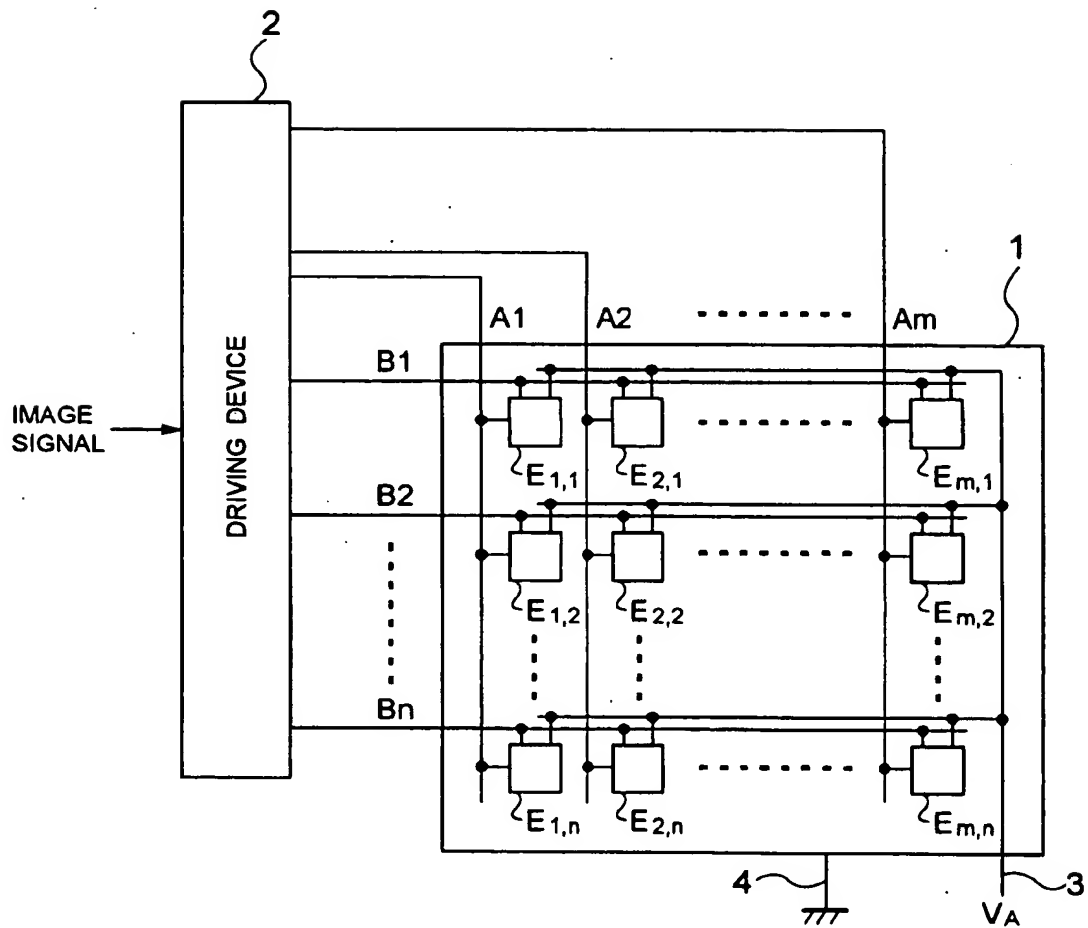 2
1
A1 A2 Am
B1
IMAGE
SIGNAL
DRIVING DEVICE
E1,1 E2,1 Em,1
B2
E1,2 E2,2 Em,2
Bn
E1,n E2,n Em,n
4 3
VA